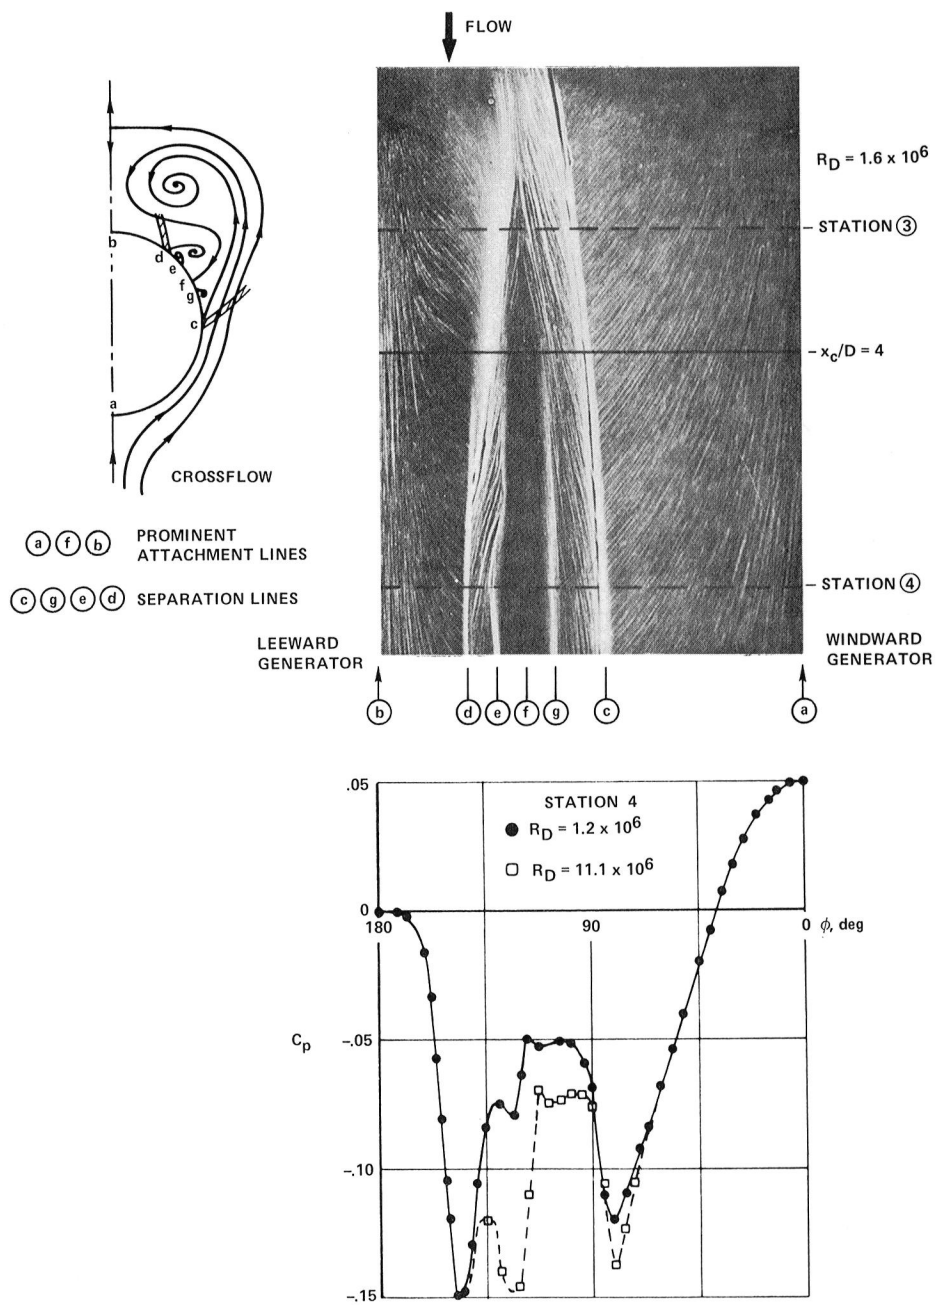 FLOW
R_D = 1.6 x 10^6
STATION ③
x_c/D = 4
STATION ④
b
d
e
f
g
c
a
CROSSFLOW
ⓐ ⓕ ⓑ PROMINENT
ATTACHMENT LINES
ⓒ ⓖ ⓔ ⓓ SEPARATION LINES
LEEWARD
GENERATOR
WINDWARD
GENERATOR
ⓑ ⓓ ⓔ ⓕ ⓖ ⓒ ⓐ
.05
STATION 4
● R_D = 1.2 x 10^6
□ R_D = 11.1 x 10^6
0
180
90
0 ϕ, deg
C_p
-.05
-.10
-.15